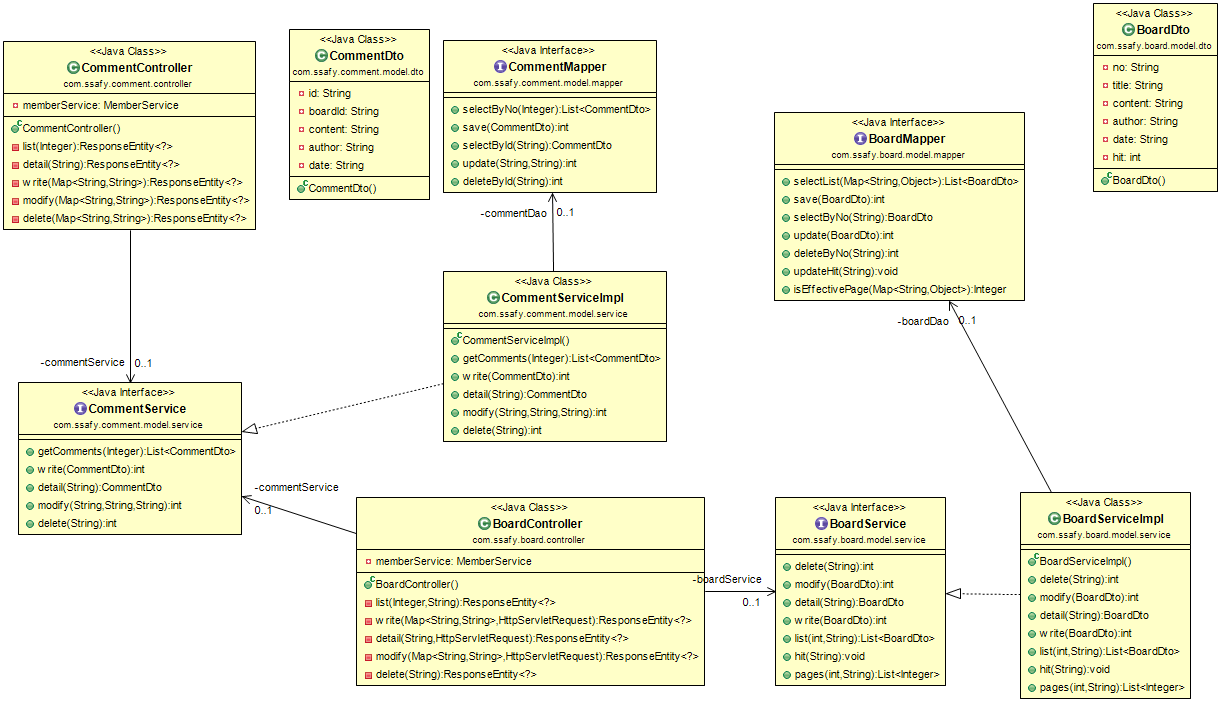 <<Java Class>>
CommentController
com.ssafy.comment.controller
memberService: MemberService
CommentController()
list(Integer):ResponseEntity<?>
detail(String):ResponseEntity<?>
write(Map<String,String>):ResponseEntity<?>
modify(Map<String,String>):ResponseEntity<?>
delete(Map<String,String>):ResponseEntity<?>
<<Java Class>>
CommentDto
com.ssafy.comment.model.dto
id: String
boardId: String
content: String
author: String
date: String
CommentDto()
<<Java Interface>>
CommentMapper
com.ssafy.comment.model.mapper
selectByNo(Integer):List<CommentDto>
save(CommentDto):int
selectById(String):CommentDto
update(String,String):int
deleteById(String):int
<<Java Interface>>
BoardMapper
com.ssafy.board.model.mapper
selectList(Map<String,Object>):List<BoardDto>
save(BoardDto):int
selectByNo(String):BoardDto
update(BoardDto):int
deleteByNo(String):int
updateHit(String):void
isEffectivePage(Map<String,Object>):Integer
<<Java Class>>
BoardDto
com.ssafy.board.model.dto
no: String
title: String
content: String
author: String
date: String
hit: int
BoardDto()
-commentDao 0..1
<<Java Class>>
CommentServiceImpl
com.ssafy.comment.model.service
CommentServiceImpl()
getComments(Integer):List<CommentDto>
write(CommentDto):int
detail(String):CommentDto
modify(String,String,String):int
delete(String):int
-boardDao 0..1
-commentService 0..1
<<Java Interface>>
CommentService
com.ssafy.comment.model.service
getComments(Integer):List<CommentDto>
write(CommentDto):int
detail(String):CommentDto
modify(String,String,String):int
delete(String):int
-commentService
0..1
<<Java Class>>
BoardController
com.ssafy.board.controller
memberService: MemberService
BoardController()
list(Integer,String):ResponseEntity<?>
write(Map<String,String>,HttpServletRequest):ResponseEntity<?>
detail(String,HttpServletRequest):ResponseEntity<?>
modify(Map<String,String>,HttpServletRequest):ResponseEntity<?>
delete(String):ResponseEntity<?>
-boardService
0..1
<<Java Interface>>
BoardService
com.ssafy.board.model.service
delete(String):int
modify(BoardDto):int
detail(String):BoardDto
write(BoardDto):int
list(int,String):List<BoardDto>
hit(String):void
pages(int,String):List<Integer>
<<Java Class>>
BoardServiceImpl
com.ssafy.board.model.service
BoardServiceImpl()
delete(String):int
modify(BoardDto):int
detail(String):BoardDto
write(BoardDto):int
list(int,String):List<BoardDto>
hit(String):void
pages(int,String):List<Integer>